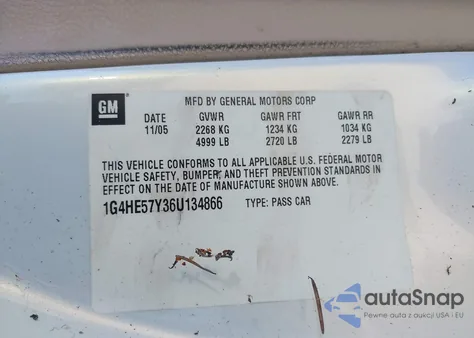 GM
MFD BY GENERAL MOTORS CORP
DATE GVWR GAWR FRT GAWR RR
11/05 2268 KG 1234 KG 1034 KG
4999 LB 2720 LB 2279 LB
THIS VEHICLE CONFORMS TO ALL APPLICABLE U.S. FEDERAL MOTOR
VEHICLE SAFETY, BUMPER, AND THEFT PREVENTION STANDARDS IN
EFFECT ON THE DATE OF MANUFACTURE SHOWN ABOVE.
1G4HE57Y36U134866 TYPE: PASS CAR
autaSnap
Pewne auta z aukcji USA i EU